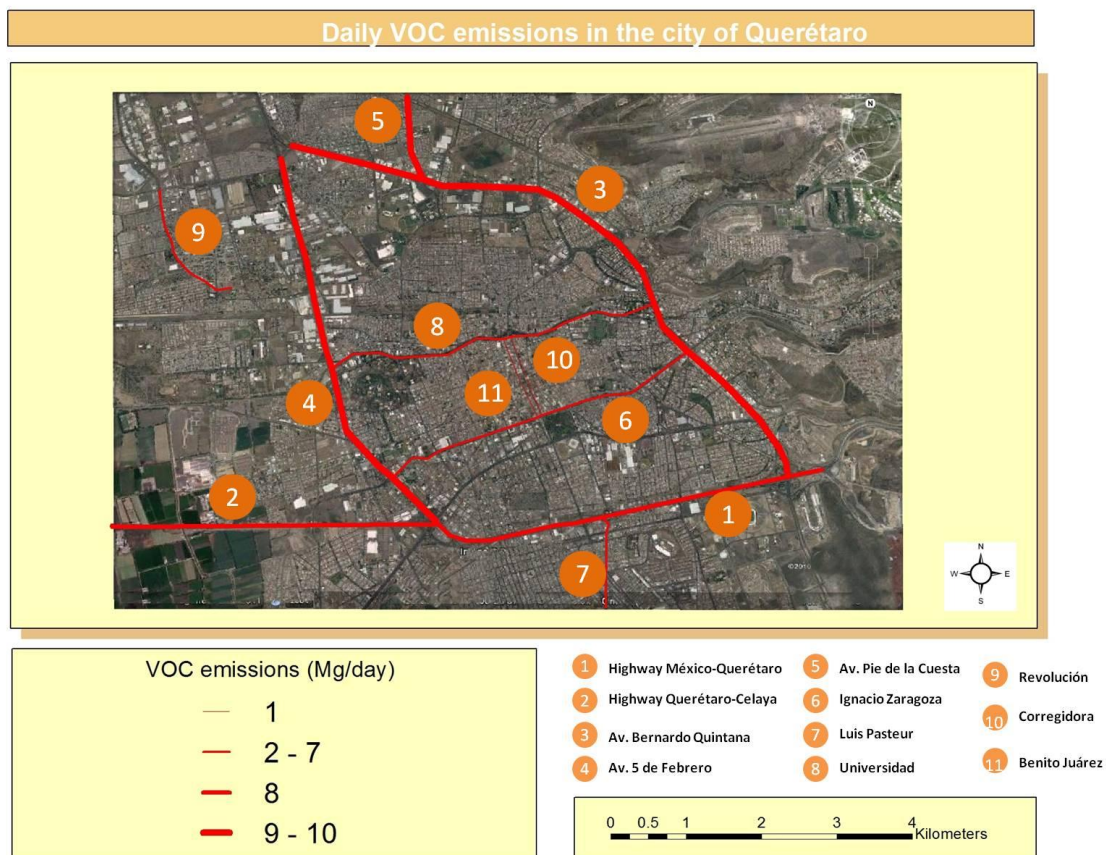 Daily VOC emissions in the city of Querétaro
N
5
3
9
8
10
11
4
6
2
1
7
©2010
N
W E
S
VOC emissions (Mg/day)
1
2 - 7
8
9 - 10
1 Highway México-Querétaro
2 Highway Querétaro-Celaya
3 Av. Bernardo Quintana
4 Av. 5 de Febrero
5 Av. Pie de la Cuesta
6 Ignacio Zaragoza
7 Luis Pasteur
8 Universidad
9 Revolución
10 Corregidora
11 Benito Juárez
0 0.5 1 2 3 4
Kilometers